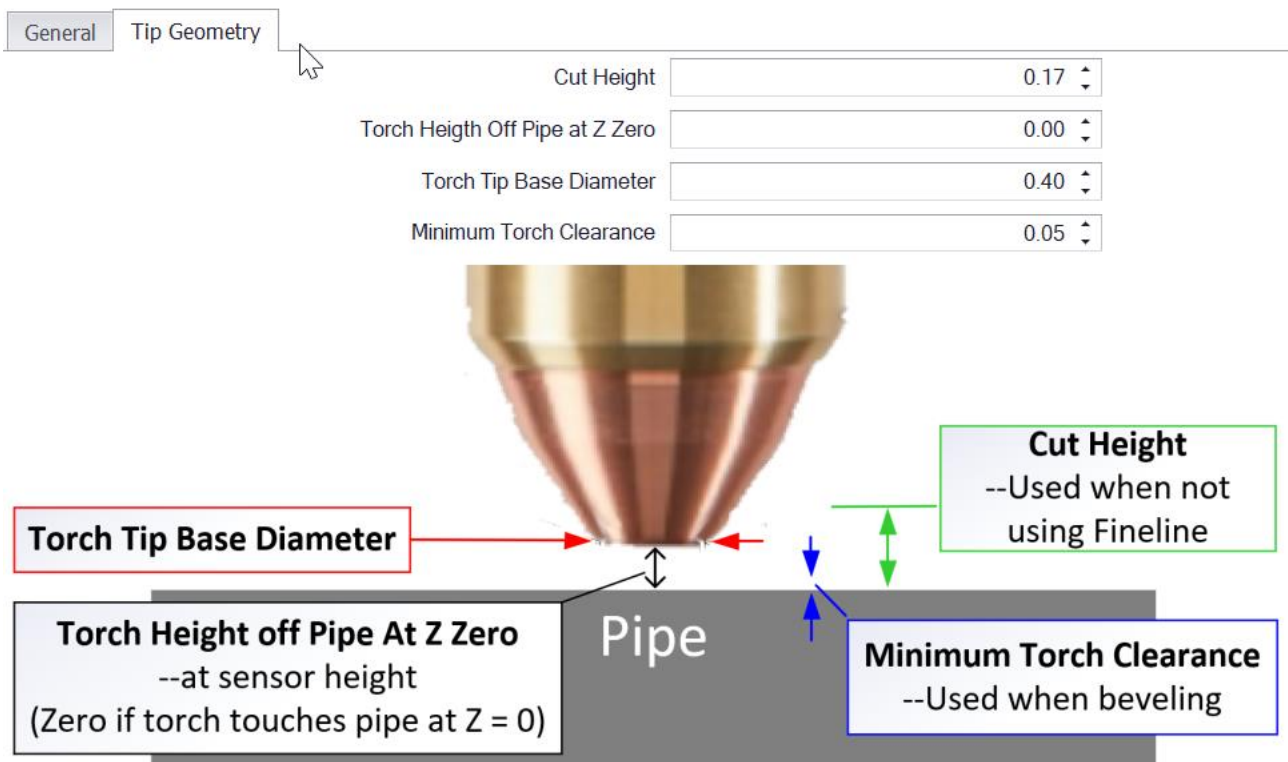 General
Tip Geometry
Cut Height 0.17
Torch Heigth Off Pipe at Z Zero 0.00
Torch Tip Base Diameter 0.40
Minimum Torch Clearance 0.05
Cut Height
--Used when not
using Fineline
Torch Tip Base Diameter
Torch Height off Pipe At Z Zero
--at sensor height
(Zero if torch touches pipe at Z = 0)
Pipe
Minimum Torch Clearance
--Used when beveling